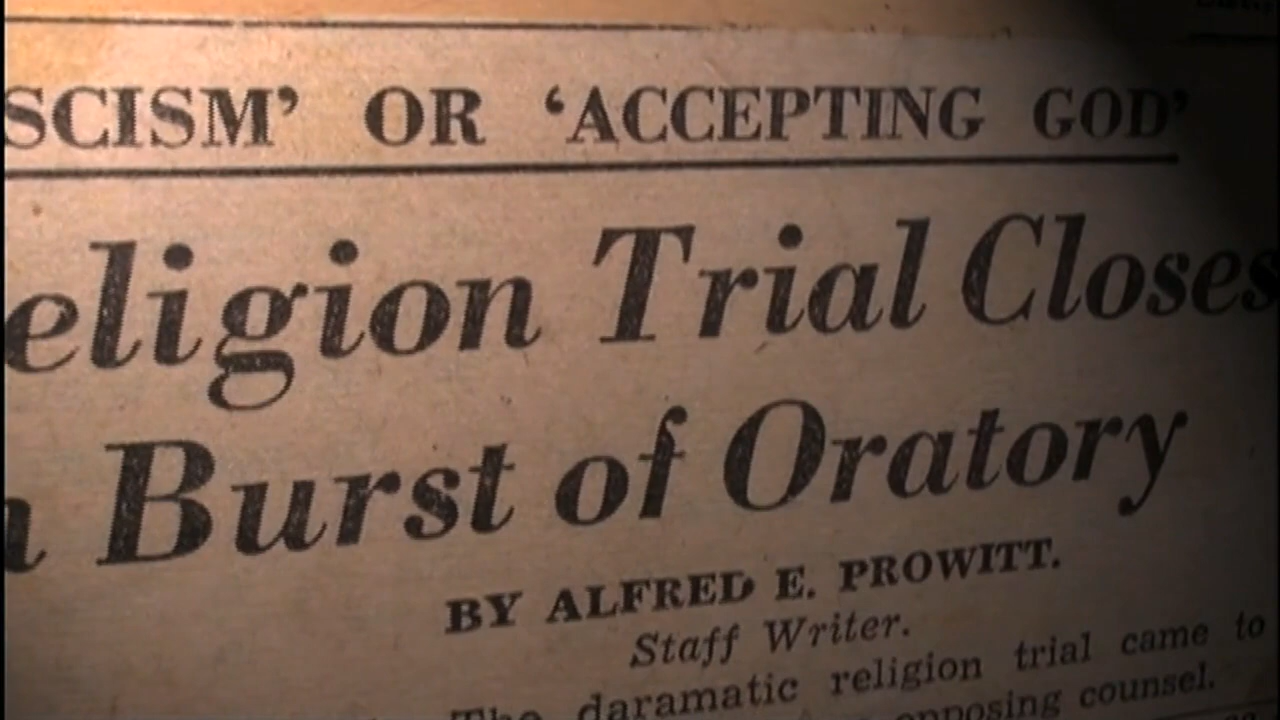 SCISM’ OR ‘ACCEPTING GOD’
eligion Trial Closes
n Burst of Oratory
BY ALFRED E. PROWITT.
Staff Writer.
The daramatic religion trial came to
opposing counsel.